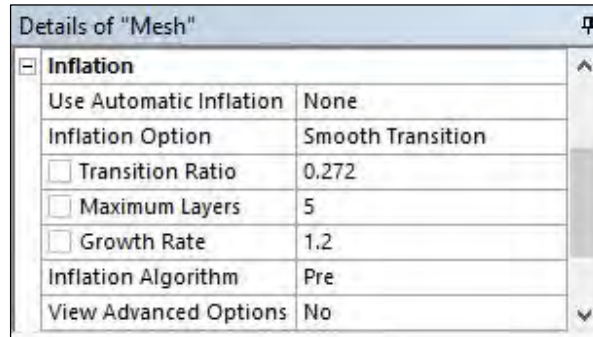 Details of "Mesh"
Inflation
Use Automatic Inflation None
Inflation Option Smooth Transition
Transition Ratio 0.272
Maximum Layers 5
Growth Rate 1.2
Inflation Algorithm Pre
View Advanced Options No